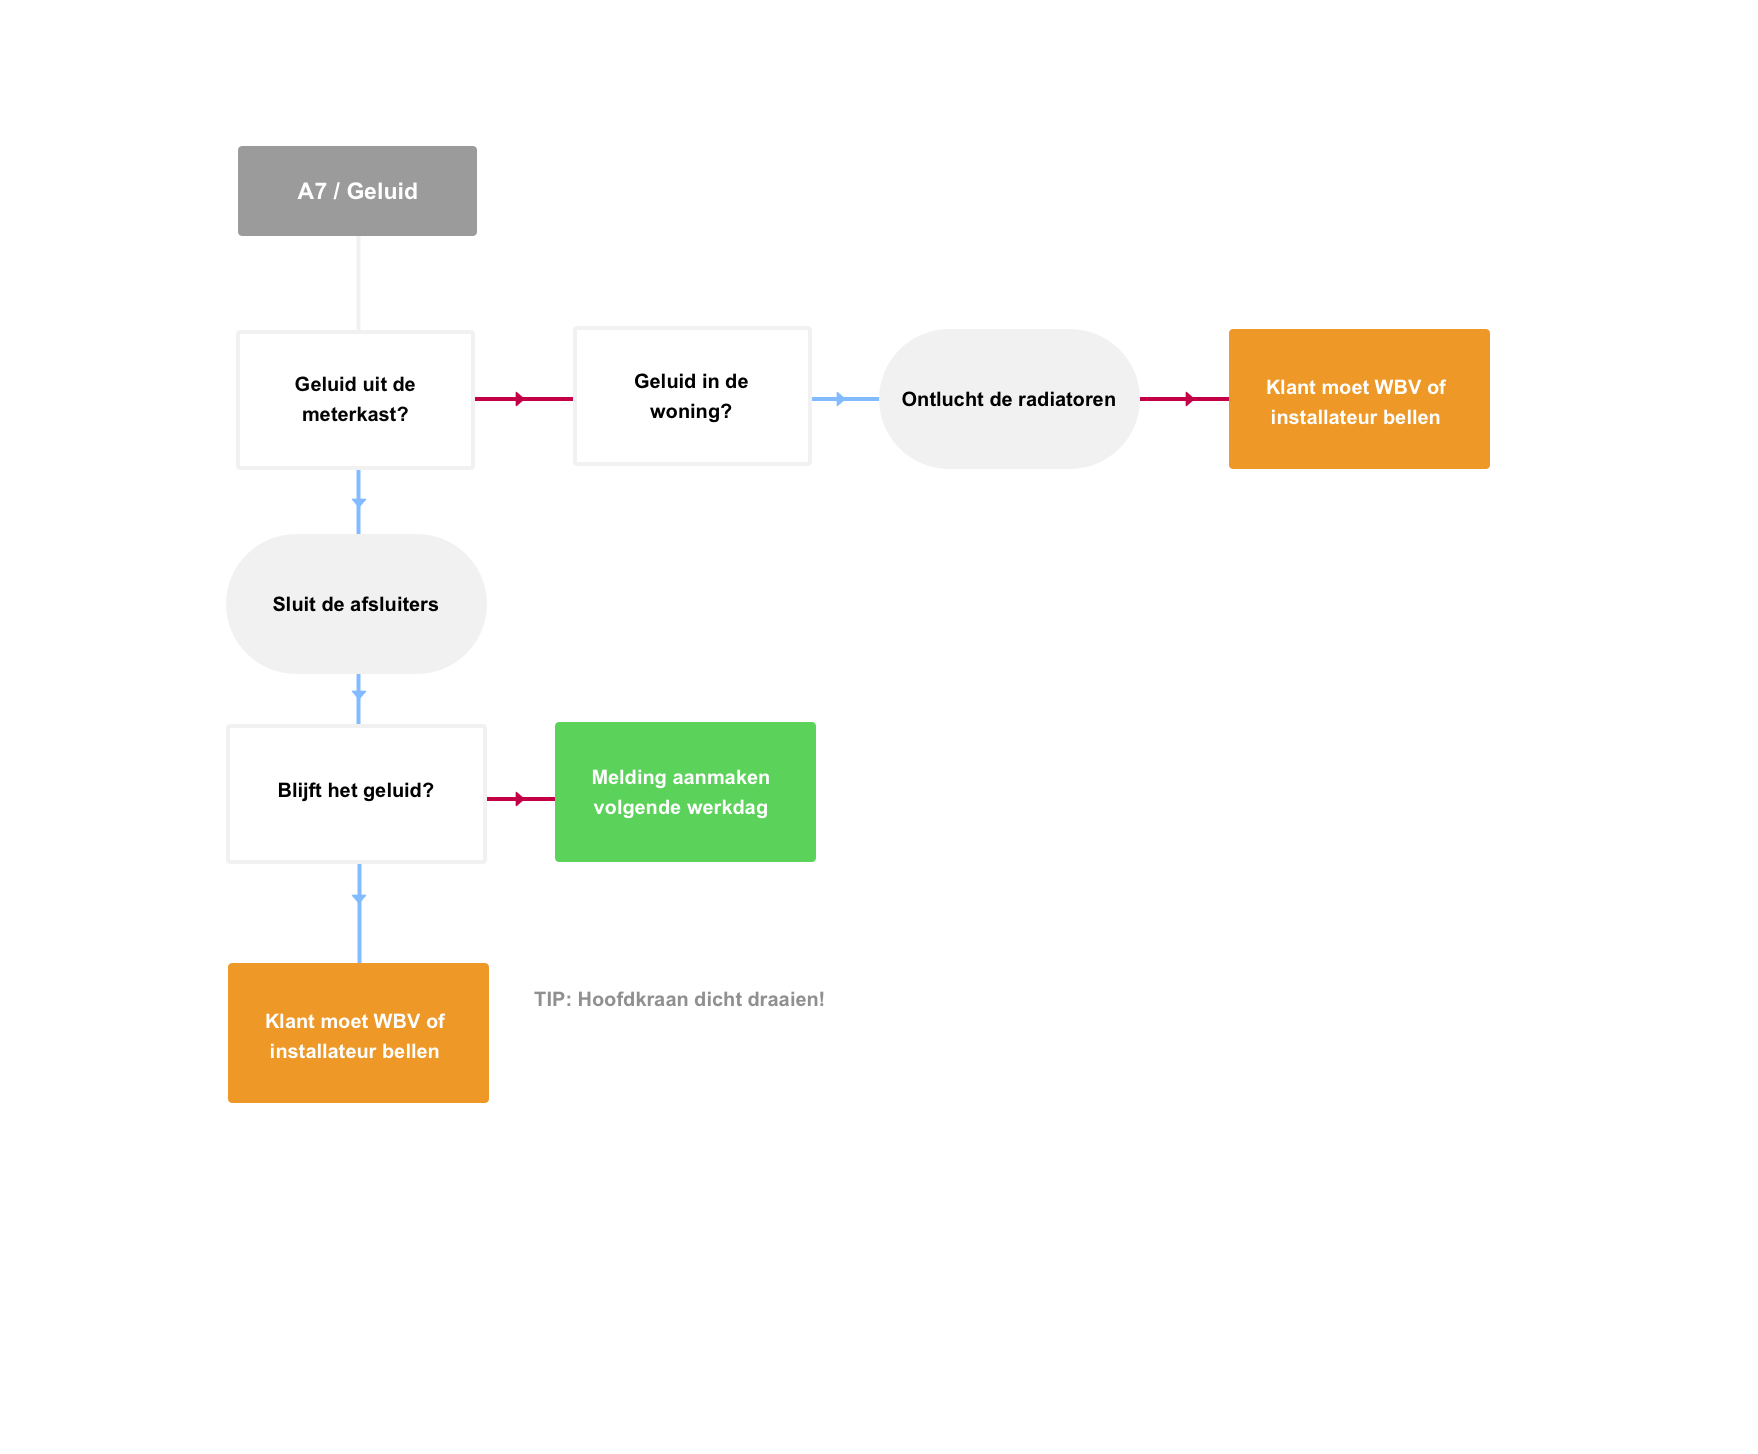 A7 / Geluid
Geluid uit de
meterkast?
Geluid in de
woning?
Ontlucht de radiatoren
Klant moet WBV of
installateur bellen
Sluit de afsluiters
Blijft het geluid?
Melding aanmaken
volgende werkdag
Klant moet WBV of
installateur bellen
TIP: Hoofdkraan dicht draaien!